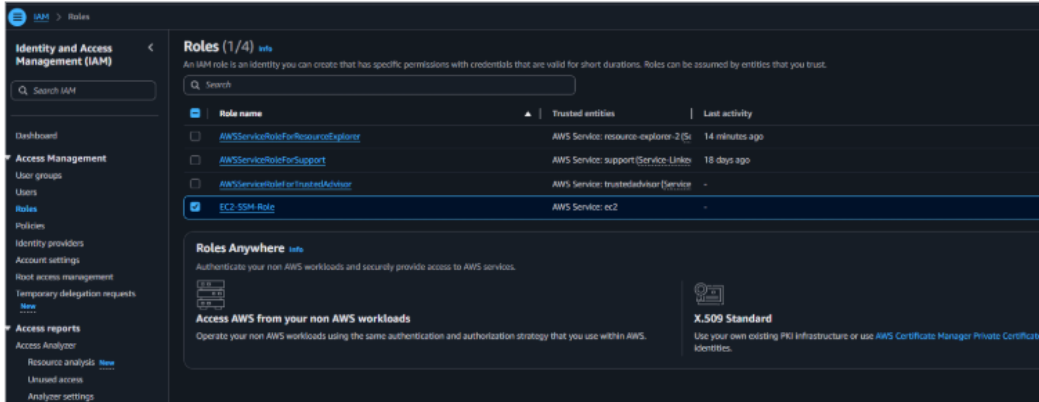 IAM > Roles
Identity and Access Management (IAM)
Search IAM
Dashboard
Access Management
User groups
Users
Roles
Policies
Identity providers
Account settings
Root access management
Temporary delegation requests
New
Access reports
Access Analyzer
Resource analysis New
Unused access
Analyzer settings
Roles (1/4) Info
An IAM role is an identity you can create that has specific permissions with credentials that are valid for short durations. Roles can be assumed by entities that you trust.
Search
Role name Trusted entities Last activity
AWSServiceRoleForResourceExplorer AWS Service: resource-explorer-2 (Se 14 minutes ago
AWSServiceRoleForSupport AWS Service: support (Service-Linke 18 days ago
AWSServiceRoleForTrustedAdvisor AWS Service: trustedadvisor (Service -
EC2-SSM-Role AWS Service: ec2 -
Roles Anywhere Info
Authenticate your non AWS workloads and securely provide access to AWS services.
Access AWS from your non AWS workloads
Operate your non AWS workloads using the same authentication and authorization strategy that you use within AWS.
X.509 Standard
Use your own existing PKI infrastructure or use AWS Certificate Manager Private Certificate
identities.